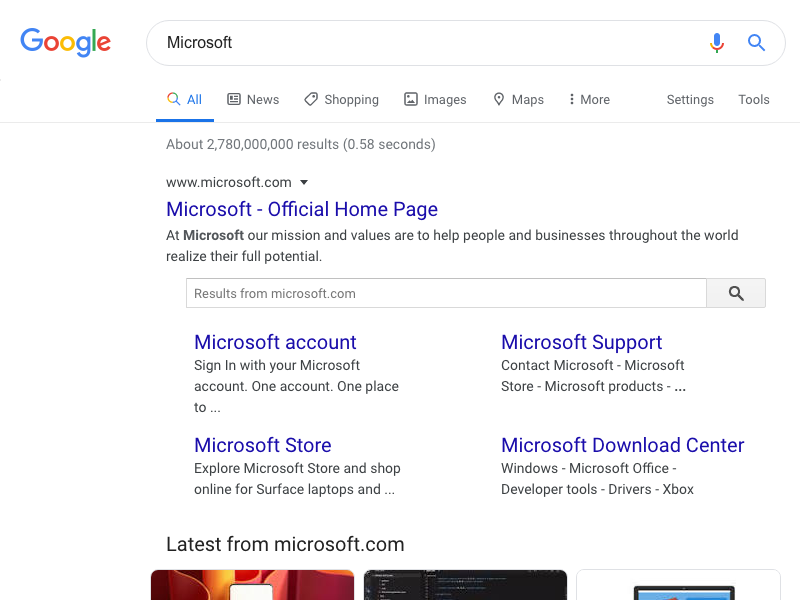 Google
Microsoft
All News Shopping Images Maps More Settings Tools
About 2,780,000,000 results (0.58 seconds)
www.microsoft.com
Microsoft - Official Home Page
At Microsoft our mission and values are to help people and businesses throughout the world
realize their full potential.
Results from microsoft.com
Microsoft account
Sign In with your Microsoft
account. One account. One place
to ...
Microsoft Support
Contact Microsoft - Microsoft
Store - Microsoft products - ...
Microsoft Store
Explore Microsoft Store and shop
online for Surface laptops and ...
Microsoft Download Center
Windows - Microsoft Office -
Developer tools - Drivers - Xbox
Latest from microsoft.com